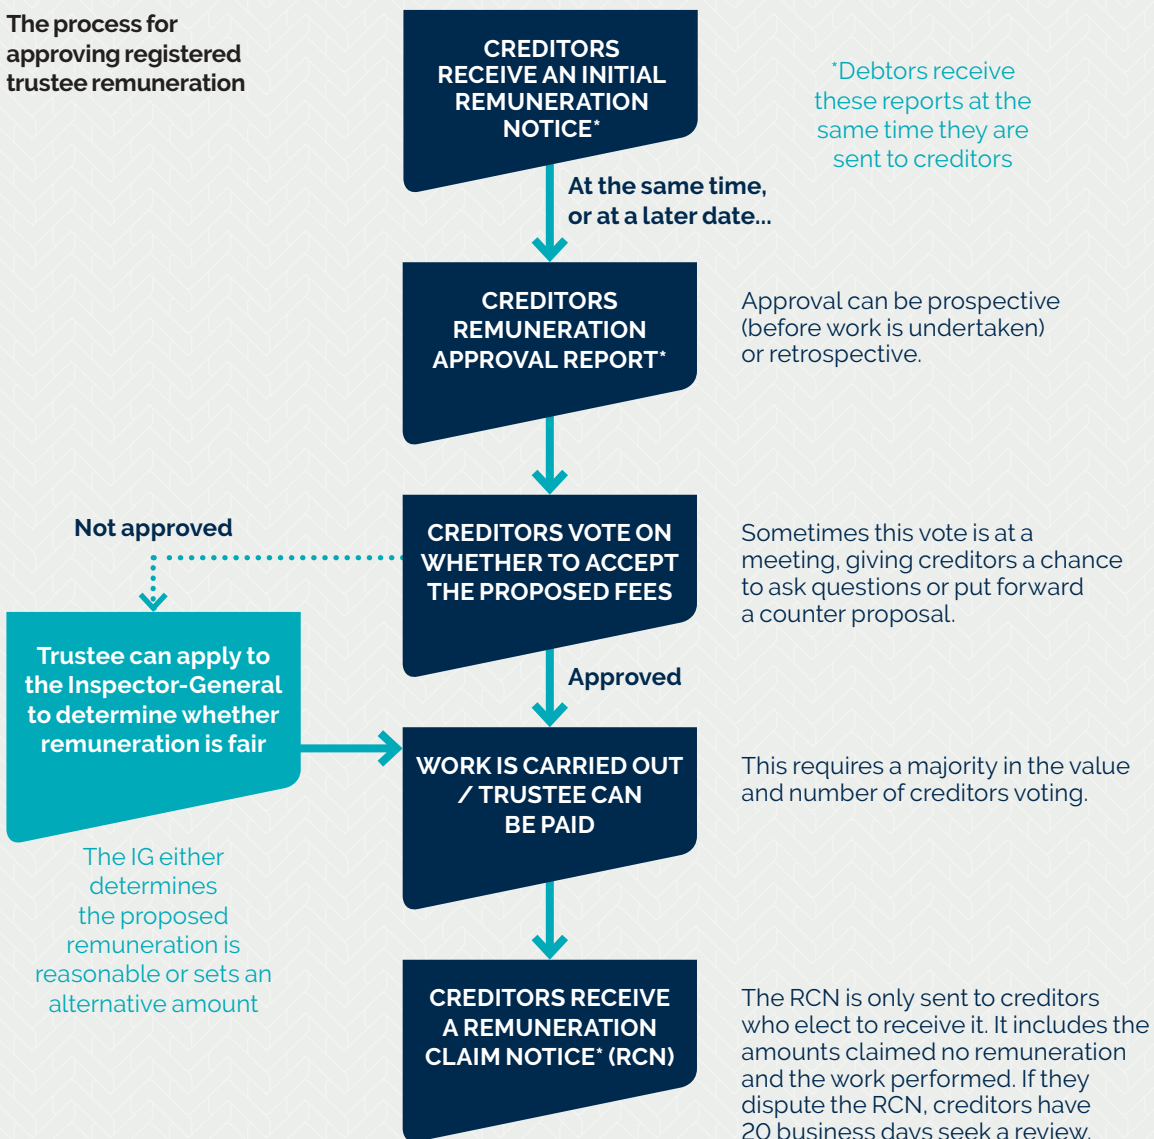 The process for
approving registered
trustee remuneration
CREDITORS
RECEIVE AN INITIAL
REMUNERATION
NOTICE*
*Debtors receive
these reports at the
same time they are
sent to creditors
At the same time,
or at a later date...
CREDITORS
REMUNERATION
APPROVAL REPORT*
Approval can be prospective
(before work is undertaken)
or retrospective.
Not approved
CREDITORS VOTE ON
WHETHER TO ACCEPT
THE PROPOSED FEES
Sometimes this vote is at a
meeting, giving creditors a chance
to ask questions or put forward
a counter proposal.
Trustee can apply to
the Inspector-General
to determine whether
remuneration is fair
Approved
WORK IS CARRIED OUT
/ TRUSTEE CAN
BE PAID
This requires a majority in the value
and number of creditors voting.
The IG either
determines
the proposed
remuneration is
reasonable or sets an
alternative amount
CREDITORS RECEIVE
A REMUNERATION
CLAIM NOTICE* (RCN)
The RCN is only sent to creditors
who elect to receive it. It includes the
amounts claimed no remuneration
and the work performed. If they
dispute the RCN, creditors have
20 business days seek a review.